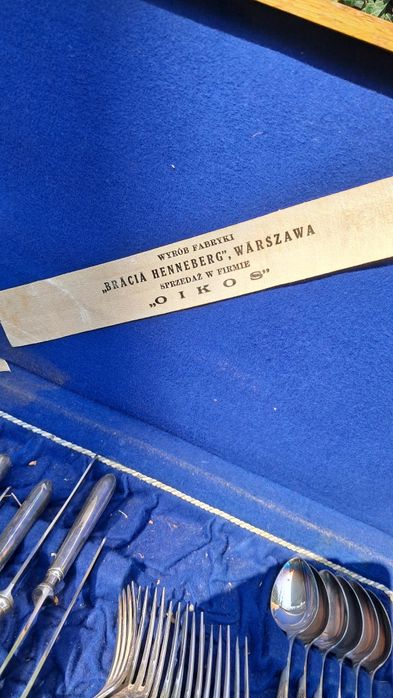 WYRÓB FABRYKI
„BRACIA HENNEBERG”, WARSZAWA
SPRZEDAŻ W FIRMIE
„OIKOS”